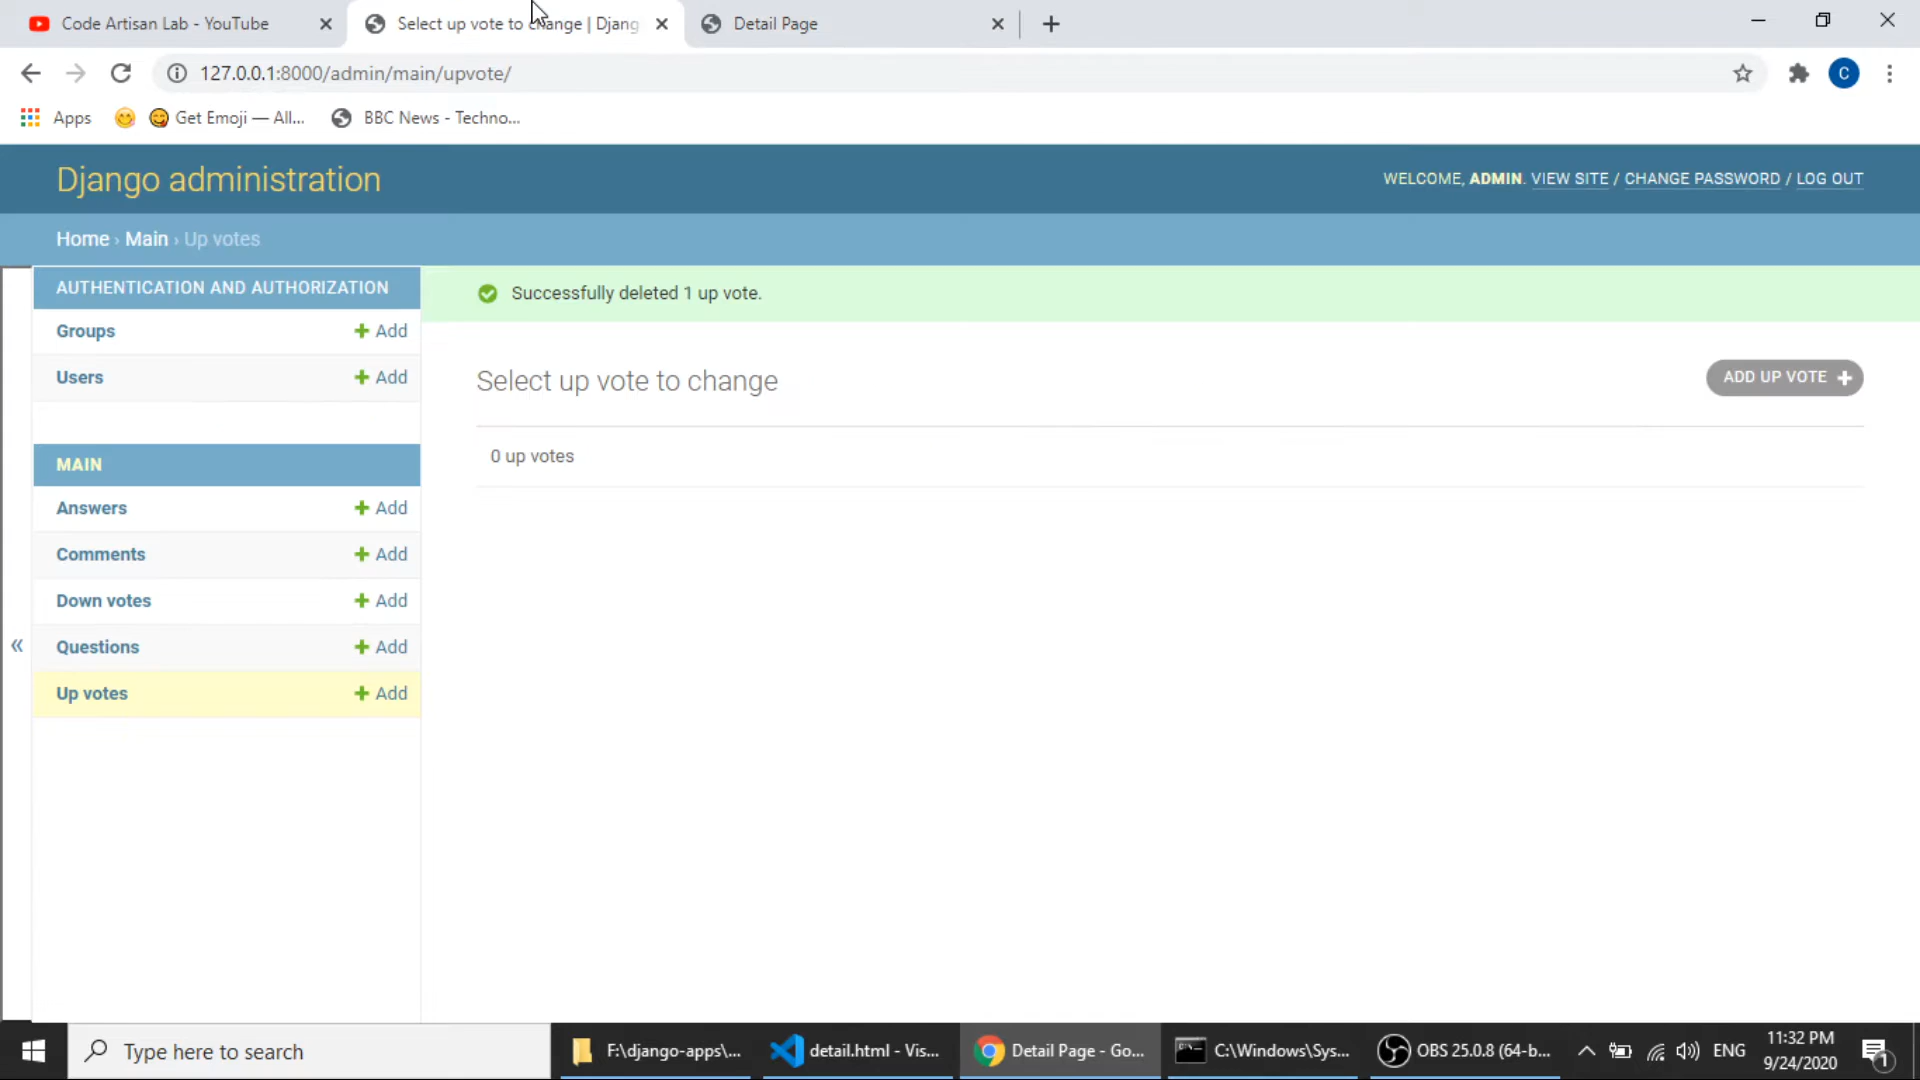 Code Artisan Lab - YouTube
Select up vote to change | Djang
Detail Page
127.0.0.1:8000/admin/main/upvote/
C
Apps
Get Emoji — All...
BBC News - Techno...
Django administration
WELCOME, ADMIN. VIEW SITE / CHANGE PASSWORD / LOG OUT
Home › Main › Up votes
AUTHENTICATION AND AUTHORIZATION
Groups + Add
Users + Add
MAIN
Answers + Add
Comments + Add
Down votes + Add
Questions + Add
Up votes + Add
«
Successfully deleted 1 up vote.
Select up vote to change
ADD UP VOTE +
0 up votes
Type here to search
F:\django-apps\...
detail.html - Vis...
Detail Page - Go...
C:\Windows\Sys...
OBS 25.0.8 (64-b...
ENG
11:32 PM
9/24/2020
1